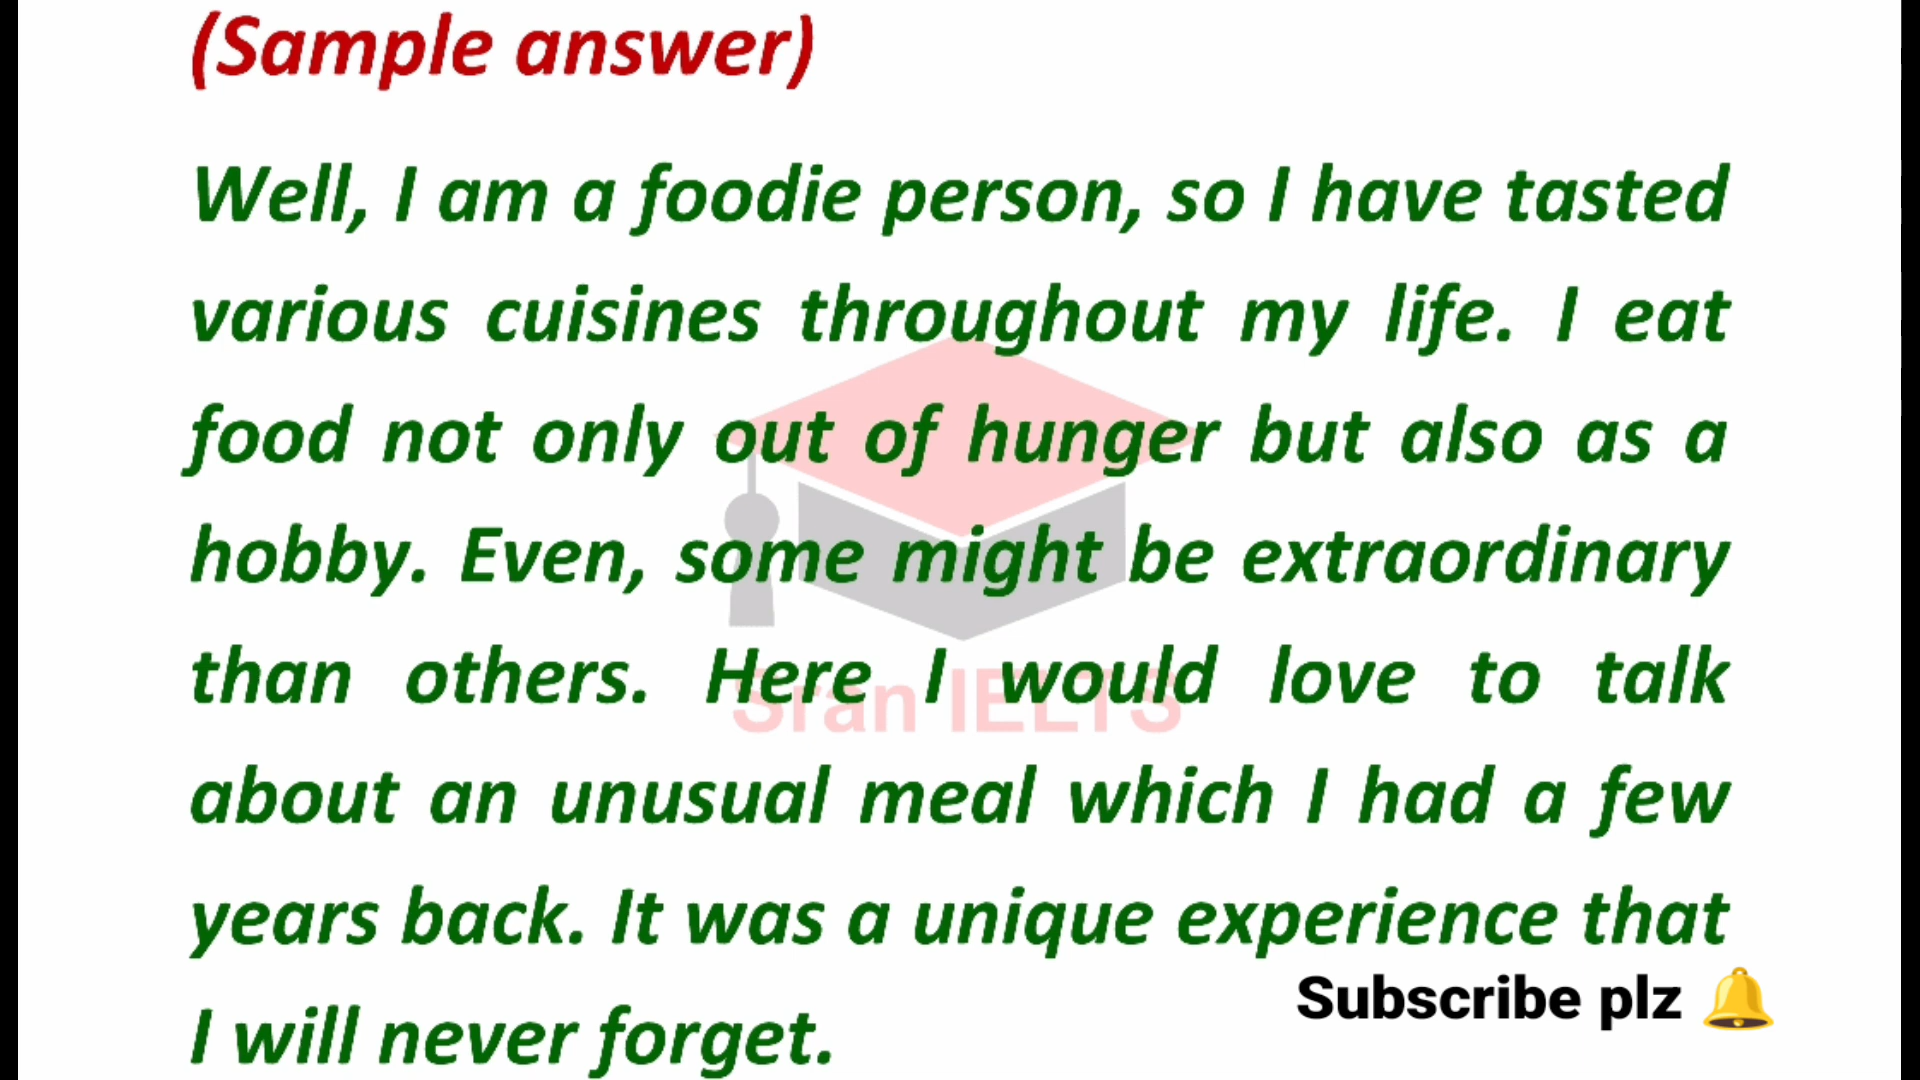 (Sample answer)
Well, I am a foodie person, so I have tasted
various cuisines throughout my life. I eat
food not only out of hunger but also as a
hobby. Even, some might be extraordinary
than others. Here I would love to talk
Sran IELTS
about an unusual meal which I had a few
years back. It was a unique experience that
Subscribe plz 🔔
I will never forget.